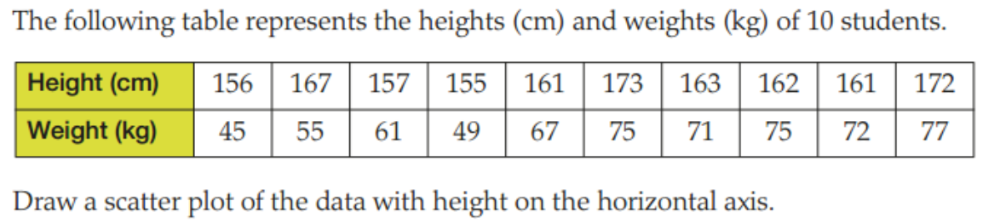 The following table represents the heights (cm) and weights (kg) of 10 students.
Height (cm) 156 167 157 155 161 173 163 162 161 172
Weight (kg) 45 55 61 49 67 75 71 75 72 77
Draw a scatter plot of the data with height on the horizontal axis.